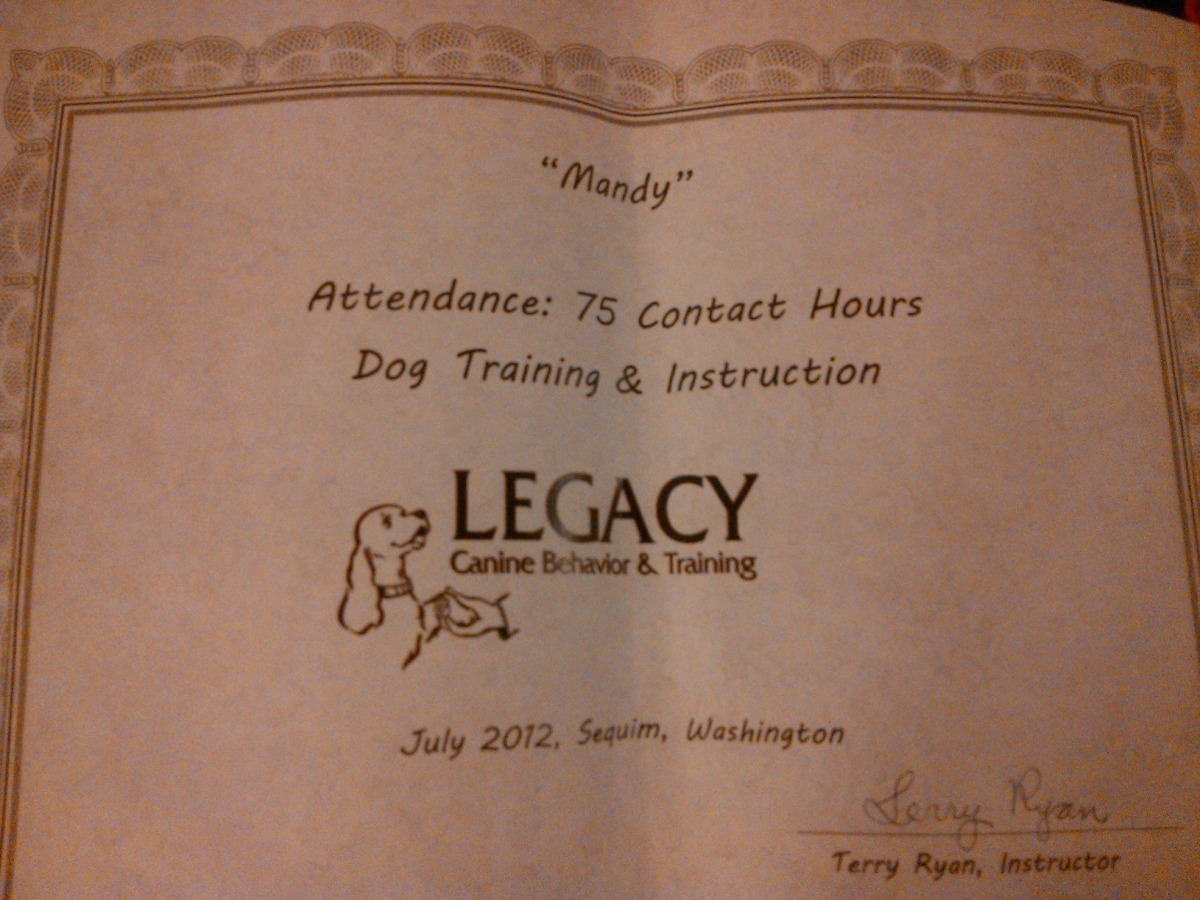 “Mandy”
Attendance: 75 Contact Hours
Dog Training & Instruction
LEGACY
Canine Behavior & Training
July 2012, Sequim, Washington
Terry Ryan
Terry Ryan, Instructor